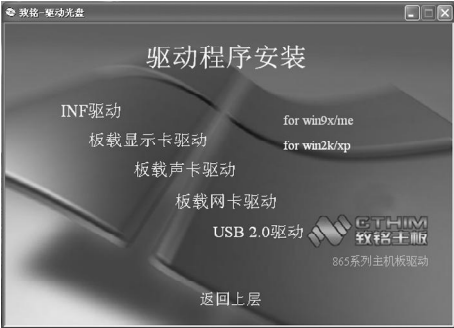 致铭-驱动光盘
驱动程序安装
INF驱动
for win9x/me
板载显示卡驱动
for win2k/xp
板载声卡驱动
板载网卡驱动
USB 2.0驱动
CTHIM
致铭主板
865系列主机板驱动
返回上层